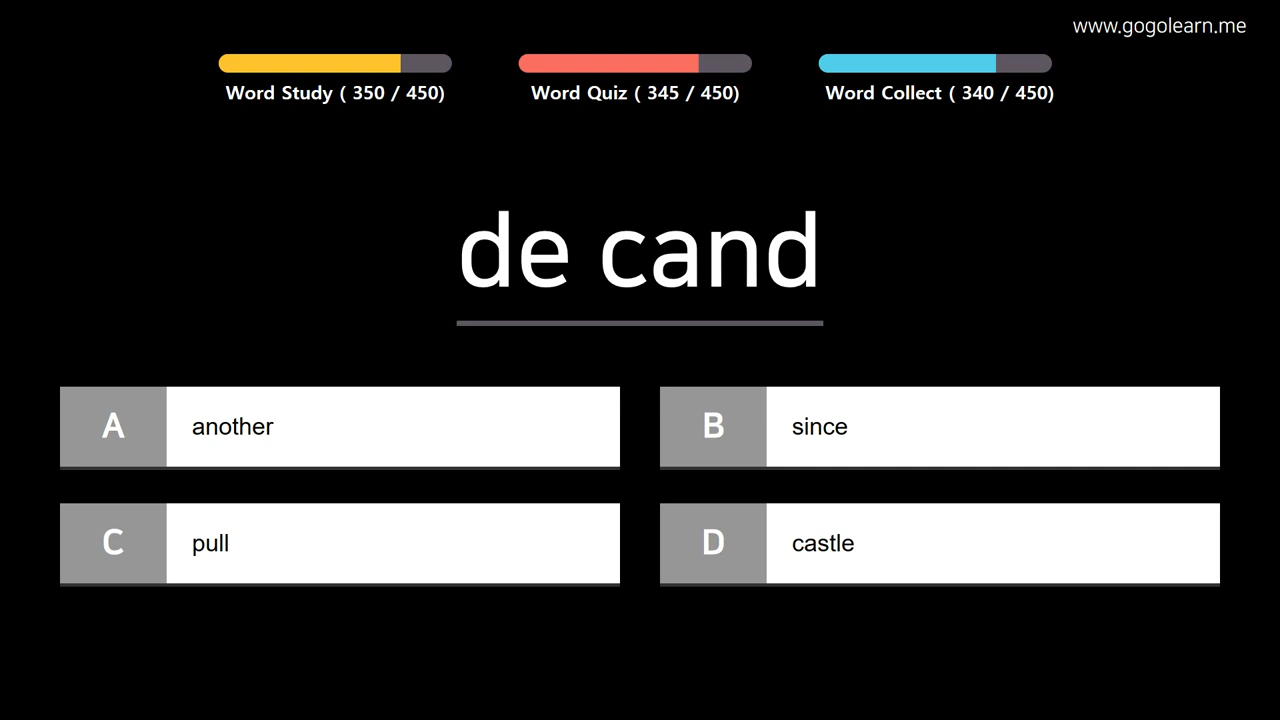 www.gogolearn.me
Word Study ( 350 / 450)
Word Quiz ( 345 / 450)
Word Collect ( 340 / 450)
de cand
A another
B since
C pull
D castle